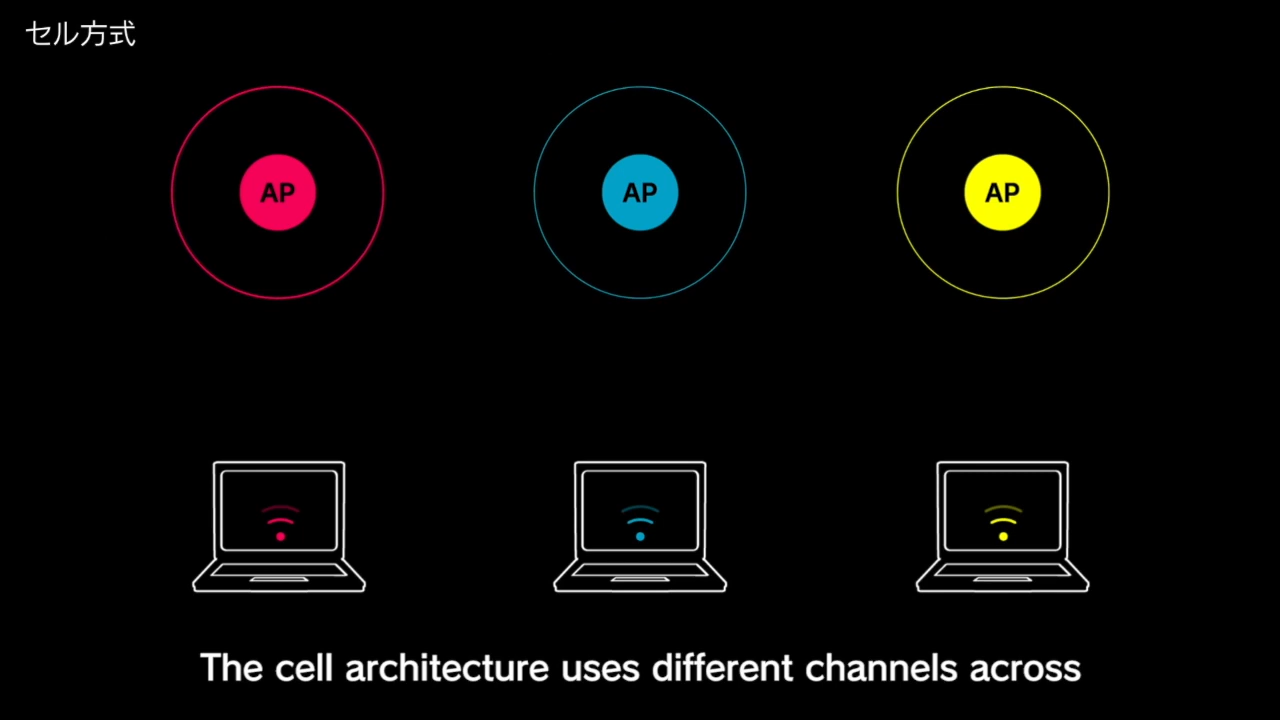 セル方式
AP
AP
AP
The cell architecture uses different channels across